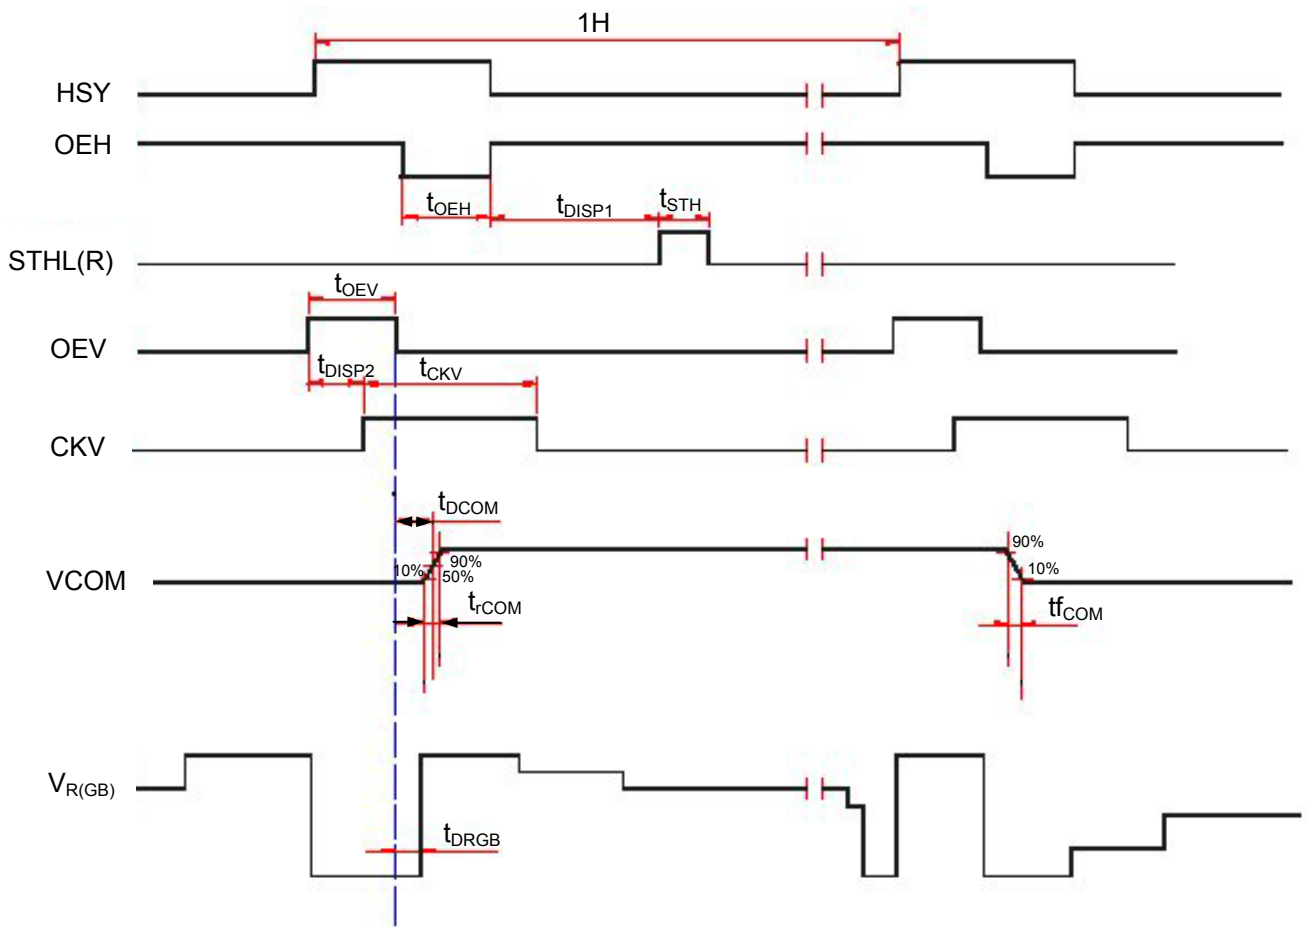 1H
HSY
OEH
tOEH
tDISP1
tSTH
STHL(R)
tOEV
OEV
tDISP2
tCKV
CKV
tDCOM
VCOM
10%
90%
50%
90%
10%
trCOM
tfCOM
VR(GB)
tDRGB